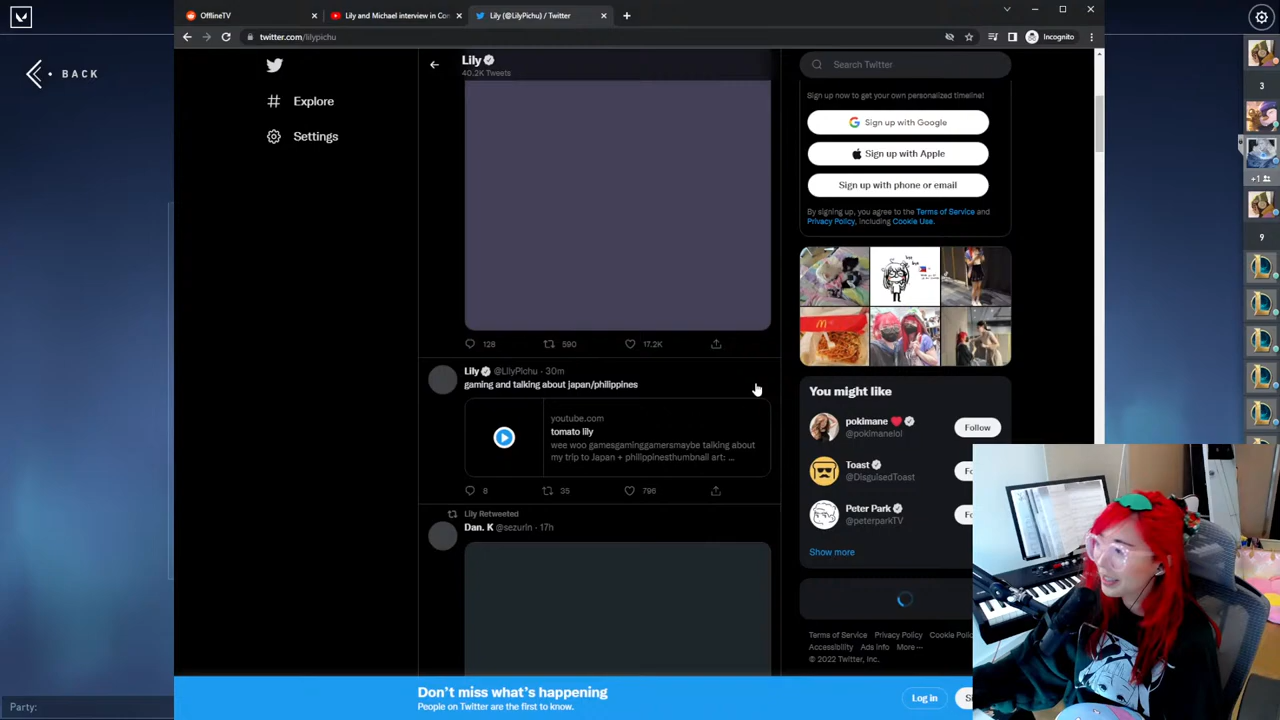 BACK
OfflineTV
Lily and Michael interview in Con
Lily (@LilyPichu) / Twitter
twitter.com/lilypichu
Incognito
Lily
40.2K Tweets
Explore
Settings
128
590
17.2K
Lily @LilyPichu · 30m
gaming and talking about japan/philippines
youtube.com
tomato lily
wee woo gamesgaminggamersmaybe talking about
my trip to Japan + philippinesthumbnail art: ...
8
35
796
Lily Retweeted
Dan. K @sezurin · 17h
Search Twitter
Sign up now to get your own personalized timeline!
Sign up with Google
Sign up with Apple
Sign up with phone or email
By signing up, you agree to the Terms of Service and
Privacy Policy, including Cookie Use.
You might like
pokimane
@pokimanelol
Follow
Toast
@DisguisedToast
Fo
Peter Park
@peterparkTV
Fo
Show more
Terms of Service Privacy Policy Cookie Polic
Accessibility Ads info More ···
© 2022 Twitter, Inc.
Don't miss what's happening
People on Twitter are the first to know.
Log in
Si
Party:
3
+1
9